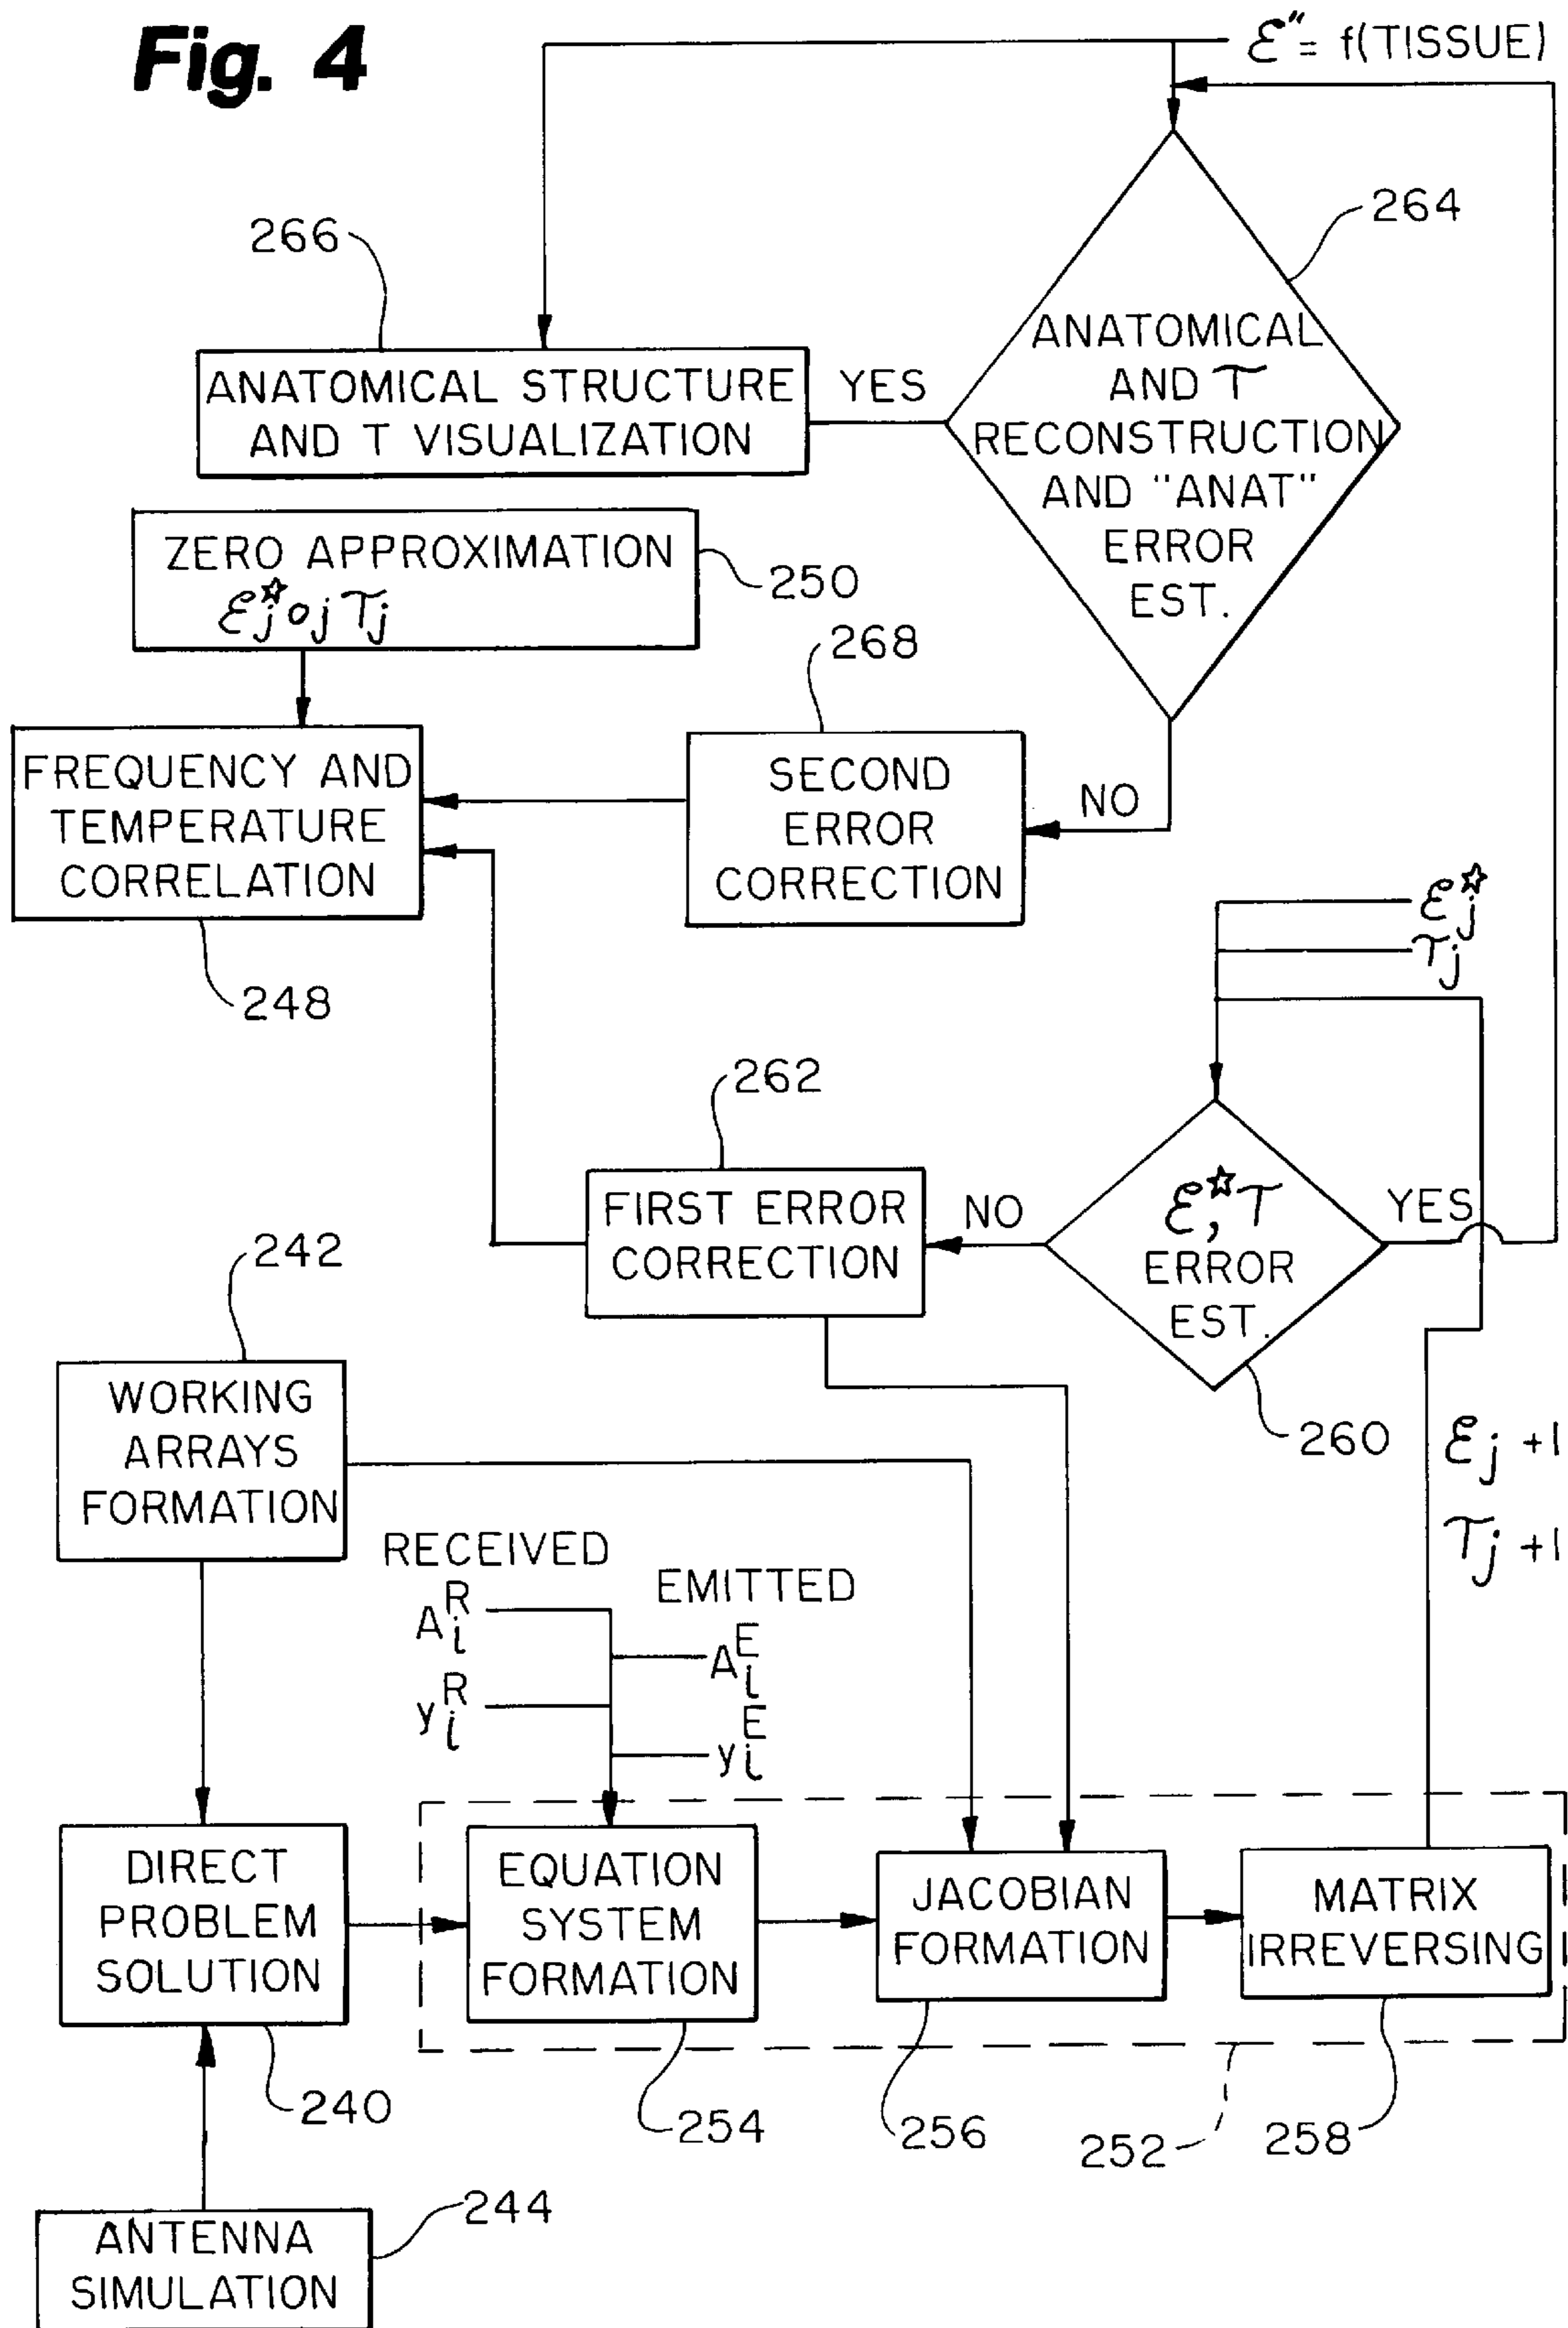 Fig. 4
ε" = f(TISSUE)
264
266
ANATOMICAL
AND T
RECONSTRUCTION
AND "ANAT"
ERROR
EST.
ANATOMICAL STRUCTURE
AND T VISUALIZATION
YES
ZERO APPROXIMATION
ε☆j oj Tj
250
268
FREQUENCY AND
TEMPERATURE
CORRELATION
SECOND
ERROR
CORRECTION
NO
248
ε☆j
Tj
262
FIRST ERROR
CORRECTION
NO
ε☆, T
ERROR
EST.
YES
242
260
WORKING
ARRAYS
FORMATION
εj +1
Tj +1
RECEIVED
EMITTED
A^R_i
A^E_i
y^R_i
y^E_i
DIRECT
PROBLEM
SOLUTION
EQUATION
SYSTEM
FORMATION
JACOBIAN
FORMATION
MATRIX
IRREVERSING
240
254
256
252
258
244
ANTENNA
SIMULATION